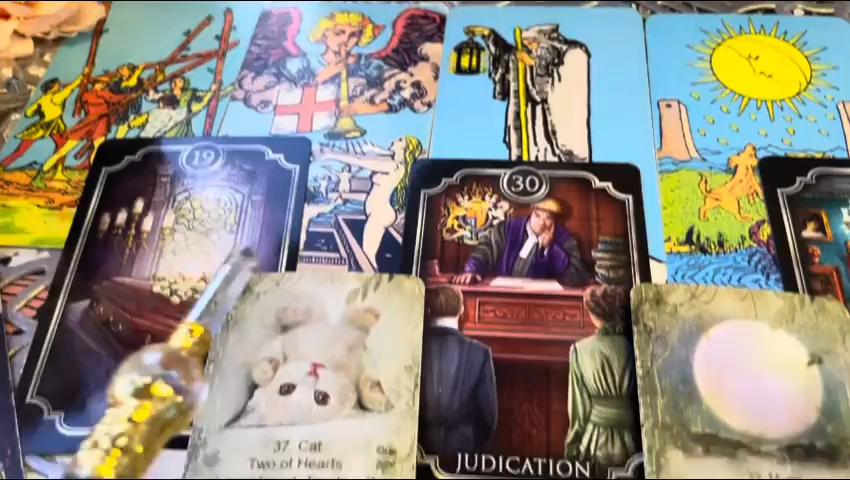 19
30
37 Cat
Two of Hearts
JUDICATION